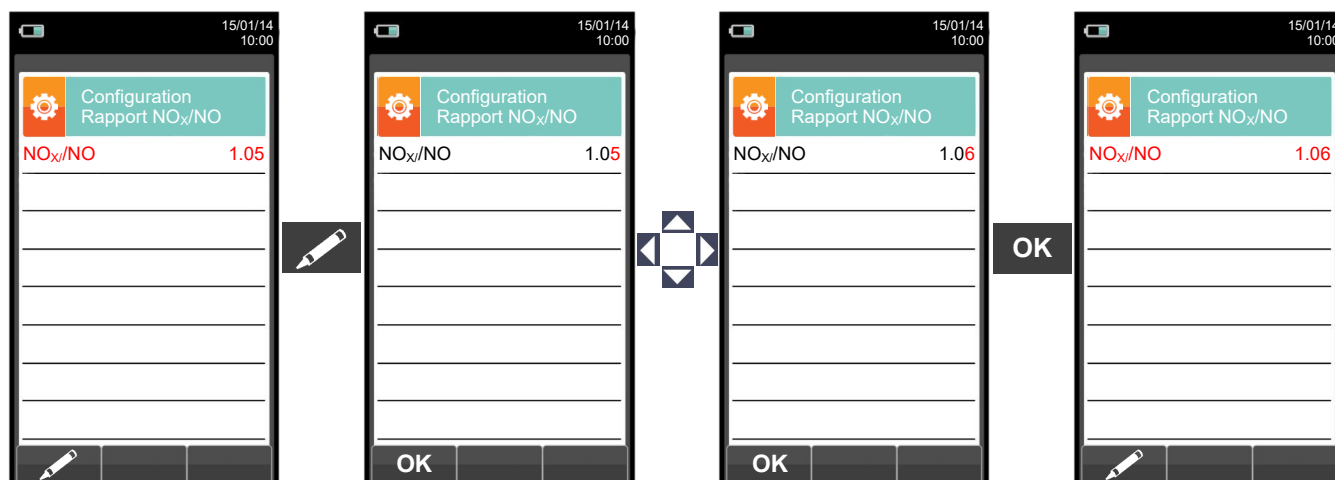 15/01/14
10:00
Configuration
Rapport NOX/NO
NOX//NO 1.05
15/01/14
10:00
Configuration
Rapport NOX/NO
NOX//NO 1.05
OK
15/01/14
10:00
Configuration
Rapport NOX/NO
NOX//NO 1.06
OK
OK
15/01/14
10:00
Configuration
Rapport NOX/NO
NOX//NO 1.06